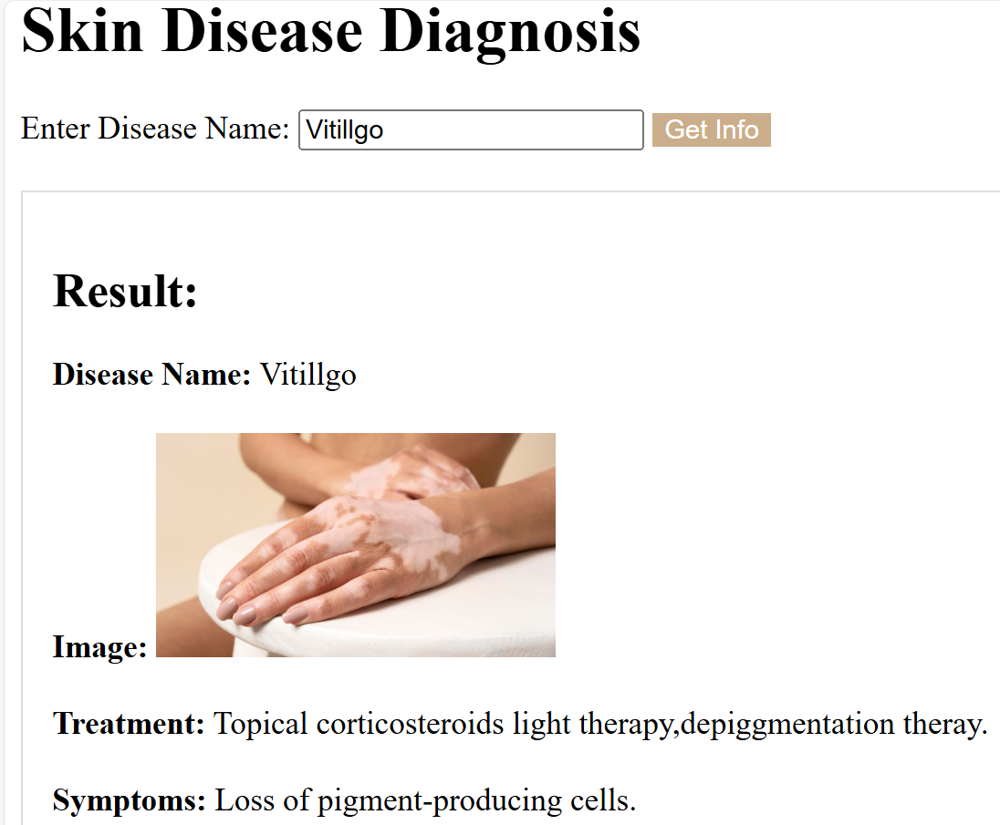 Skin Disease Diagnosis
Enter Disease Name: Vitillgo Get Info
Result:
Disease Name: Vitillgo
Image:
Treatment: Topical corticosteroids light therapy,depiggmentation theray.
Symptoms: Loss of pigment-producing cells.